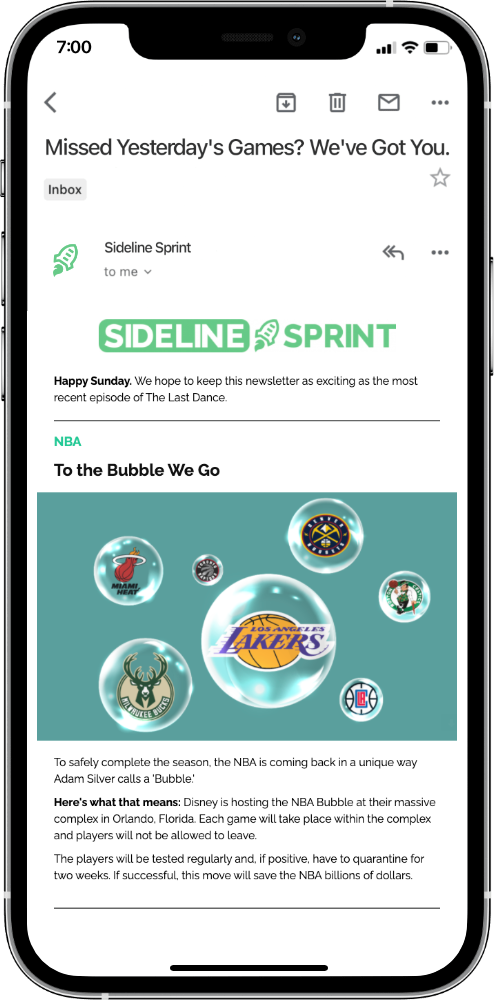 7:00
Missed Yesterday's Games? We've Got You.
Inbox
Sideline Sprint
to me
SIDELINE SPRINT
Happy Sunday. We hope to keep this newsletter as exciting as the most
recent episode of The Last Dance.
NBA
To the Bubble We Go
DENVER
NUGGETS
MIAMI
HEAT
RAPTORS
LOS ANGELES
LAKERS
MILWAUKEE BUCKS
To safely complete the season, the NBA is coming back in a unique way
Adam Silver calls a 'Bubble.'
Here's what that means: Disney is hosting the NBA Bubble at their massive
complex in Orlando, Florida. Each game will take place within the complex
and players will not be allowed to leave.
The players will be tested regularly and, if positive, have to quarantine for
two weeks. If successful, this move will save the NBA billions of dollars.